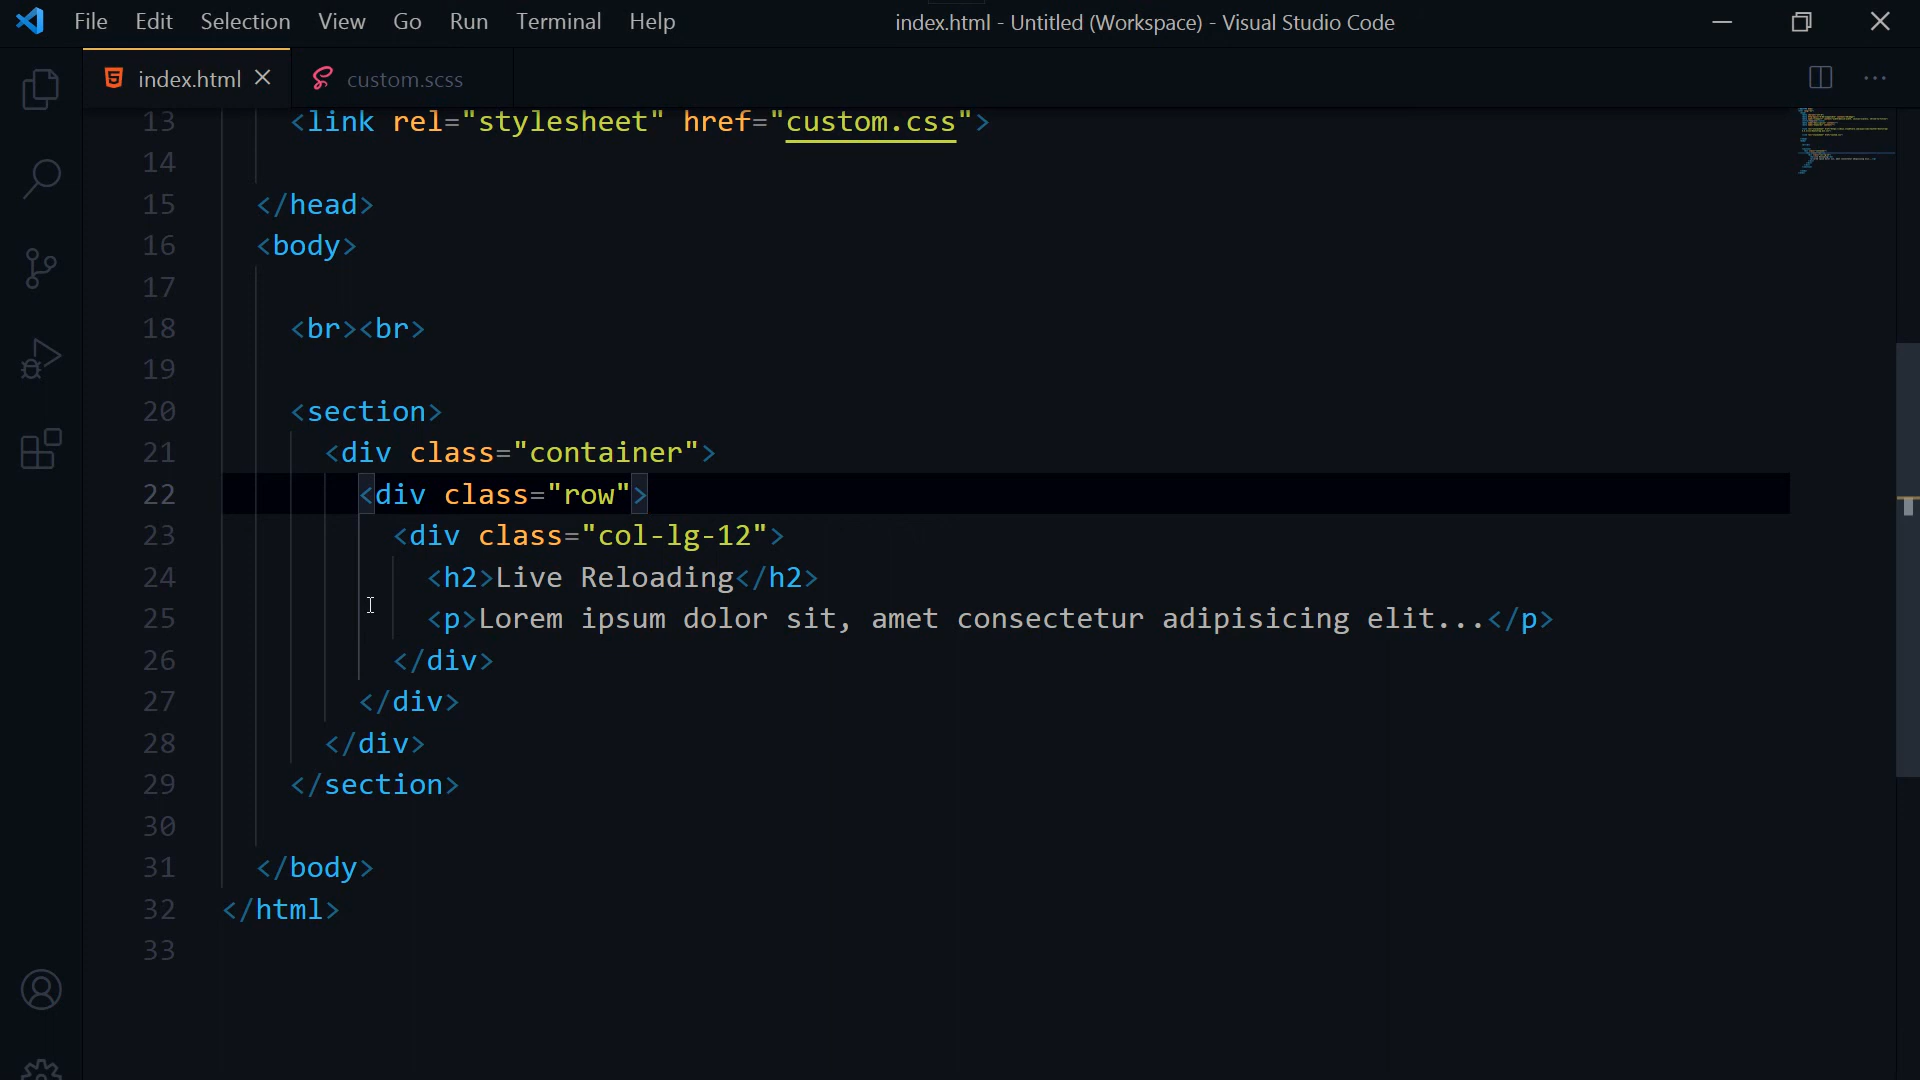 File Edit Selection View Go Run Terminal Help index.html - Untitled (Workspace) - Visual Studio Code
index.html custom.scss
13 <link rel="stylesheet" href="custom.css">
14
15 </head>
16 <body>
17
18 <br><br>
19
20 <section>
21 <div class="container">
22 <div class="row">
23 <div class="col-lg-12">
24 <h2>Live Reloading</h2>
25 <p>Lorem ipsum dolor sit, amet consectetur adipisicing elit...</p>
26 </div>
27 </div>
28 </div>
29 </section>
30
31 </body>
32 </html>
33